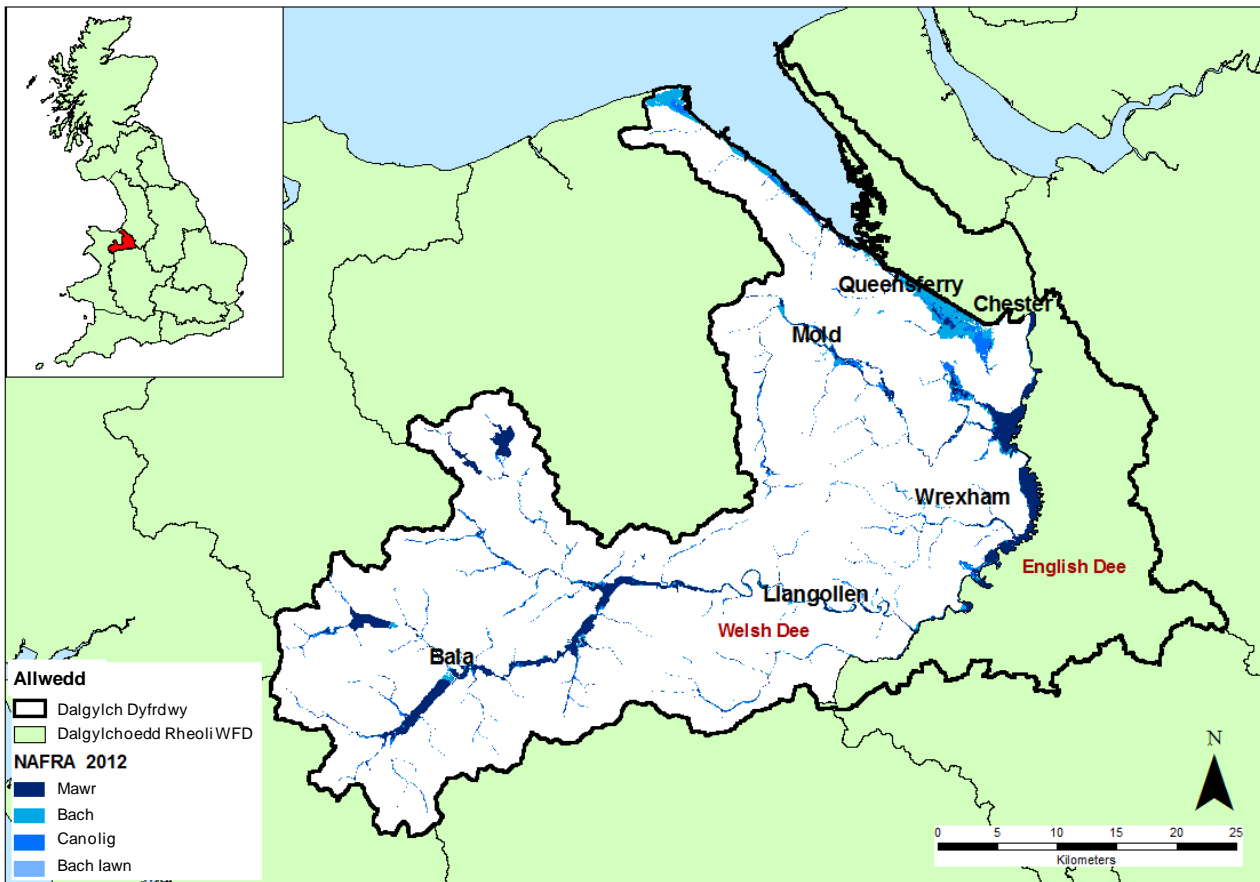 Queensferry
Chester
Mold
Wrexham
English Dee
Llangollen
Welsh Dee
Bala
Allwedd
Dalgylch Dyfrdwy
Dalgylchoedd Rheoli WFD
NAFRA 2012
Mawr
Bach
Canolig
Bach Iawn
N
0 5 10 15 20 25
Kilometers